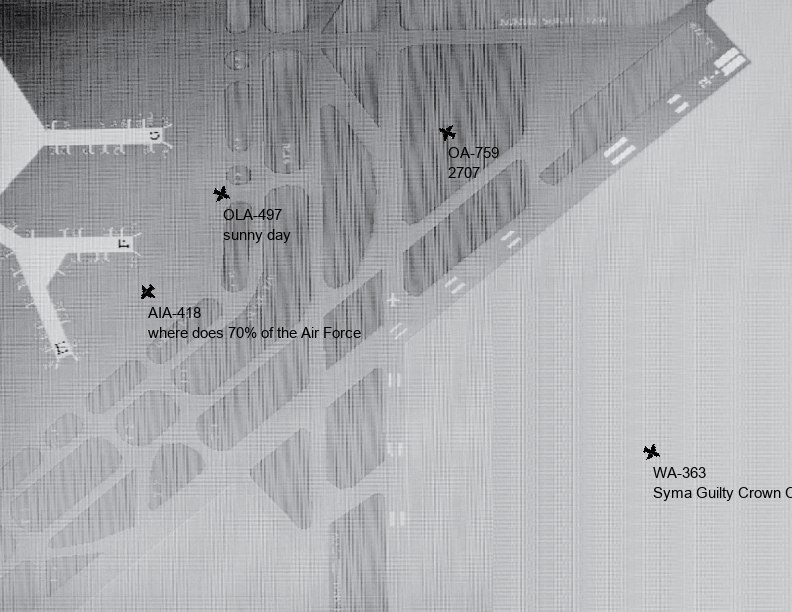 G
OA-759
2707
OLA-497
sunny day
F
AIA-418
where does 70% of the Air Force
E
WA-363
Syma Guilty Crown C